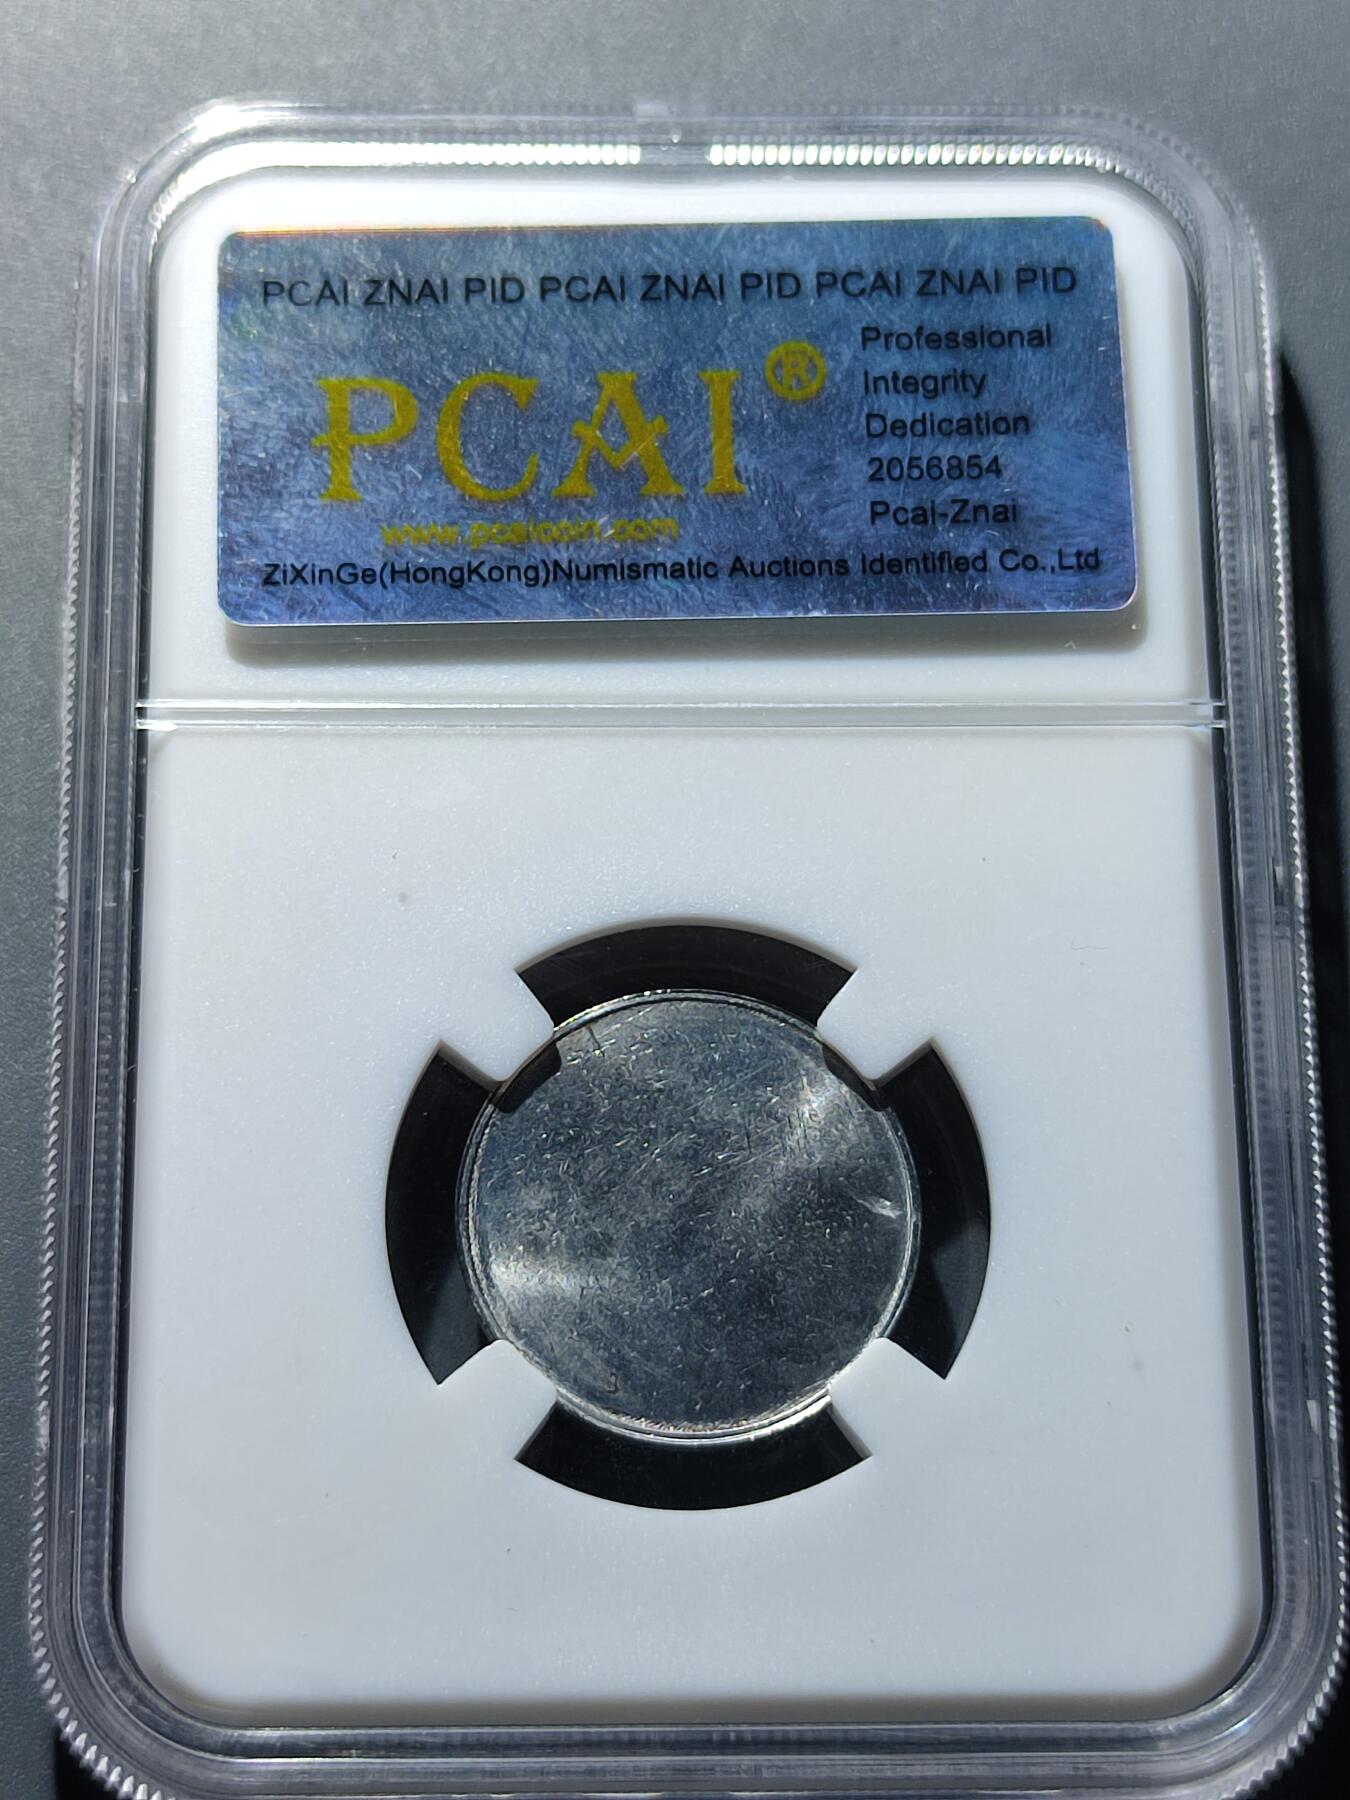 PCAI ZNAI PID PCAI ZNAI PID PCAI ZNAI PID
PCAI®
www.pcaicoin.com
Professional
Integrity
Dedication
2056854
Pcai-Znai
ZiXinGe(HongKong)Numismatic Auctions Identified Co.,Ltd